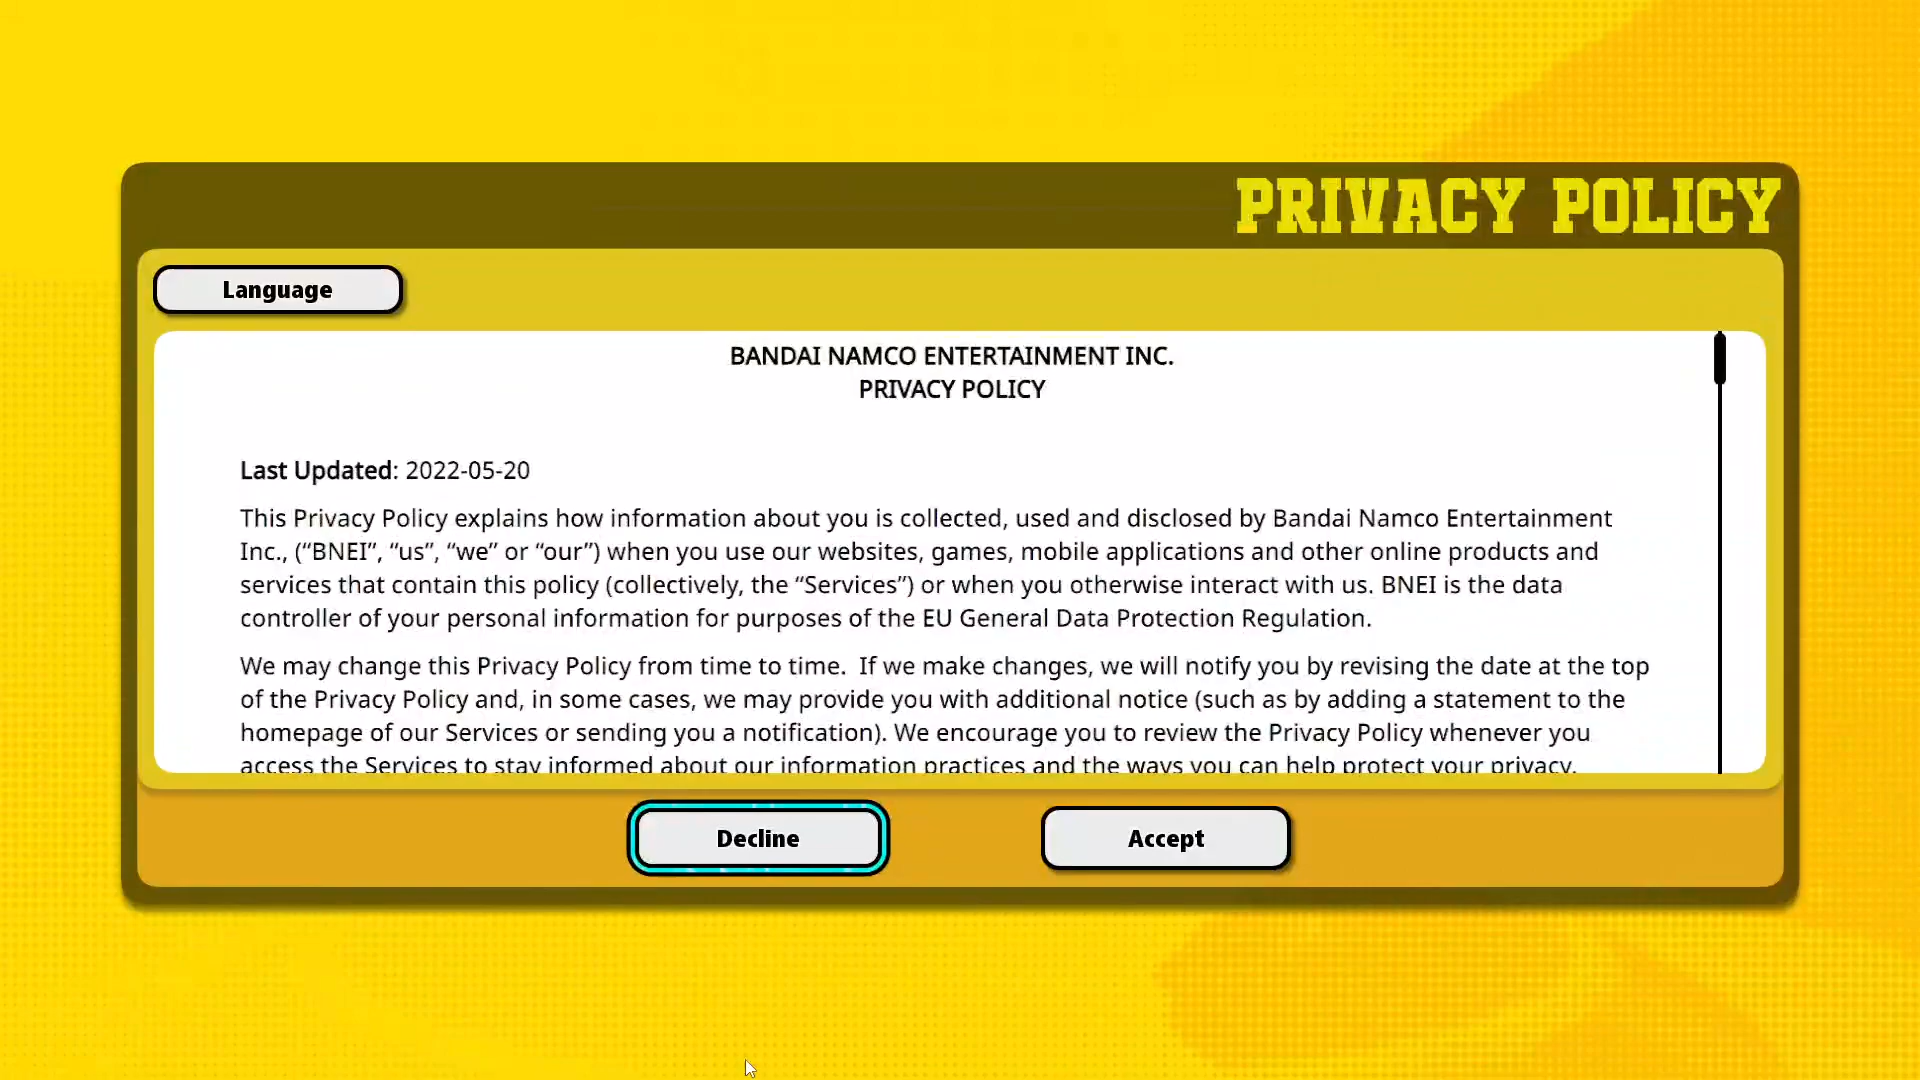 PRIVACY POLICY
Language
BANDAI NAMCO ENTERTAINMENT INC.
PRIVACY POLICY
Last Updated: 2022-05-20
This Privacy Policy explains how information about you is collected, used and disclosed by Bandai Namco Entertainment
Inc., (“BNEI”, “us”, “we” or “our”) when you use our websites, games, mobile applications and other online products and
services that contain this policy (collectively, the “Services”) or when you otherwise interact with us. BNEI is the data
controller of your personal information for purposes of the EU General Data Protection Regulation.
We may change this Privacy Policy from time to time.  If we make changes, we will notify you by revising the date at the top
of the Privacy Policy and, in some cases, we may provide you with additional notice (such as by adding a statement to the
homepage of our Services or sending you a notification). We encourage you to review the Privacy Policy whenever you
access the Services to stay informed about our information practices and the ways you can help protect your privacy.
Decline
Accept